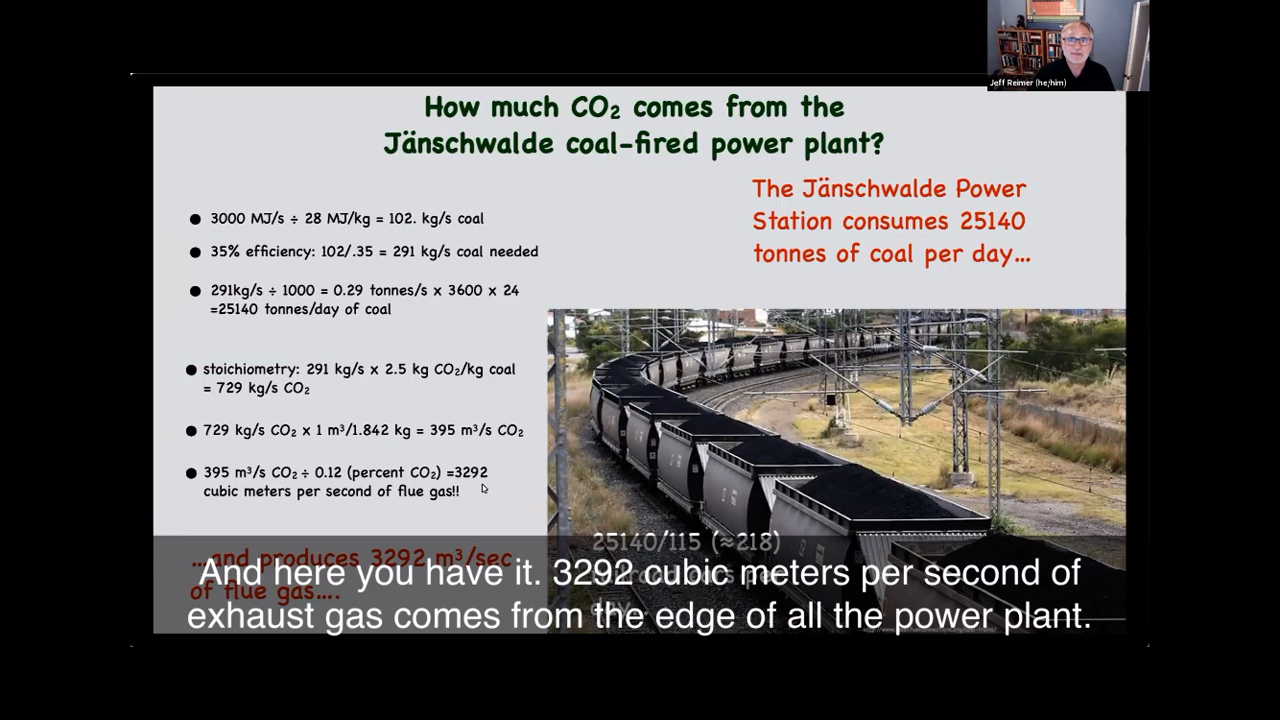 Jeff Reimer (he/him)
How much CO₂ comes from the
Jänschwalde coal-fired power plant?
The Jänschwalde Power
Station consumes 25140
tonnes of coal per day...
● 3000 MJ/s ÷ 28 MJ/kg = 102. kg/s coal
● 35% efficiency: 102/.35 = 291 kg/s coal needed
● 291kg/s ÷ 1000 = 0.29 tonnes/s x 3600 x 24
=25140 tonnes/day of coal
● stoichiometry: 291 kg/s x 2.5 kg CO₂/kg coal
= 729 kg/s CO₂
● 729 kg/s CO₂ x 1 m³/1.842 kg = 395 m³/s CO₂
● 395 m³/s CO₂ ÷ 0.12 (percent CO₂) =3292
cubic meters per second of flue gas!!
...and produces 3292 m³/sec
of flue gas....
25140/115 (≈218)
And here you have it. 3292 cubic meters per second of
exhaust gas comes from the edge of all the power plant.